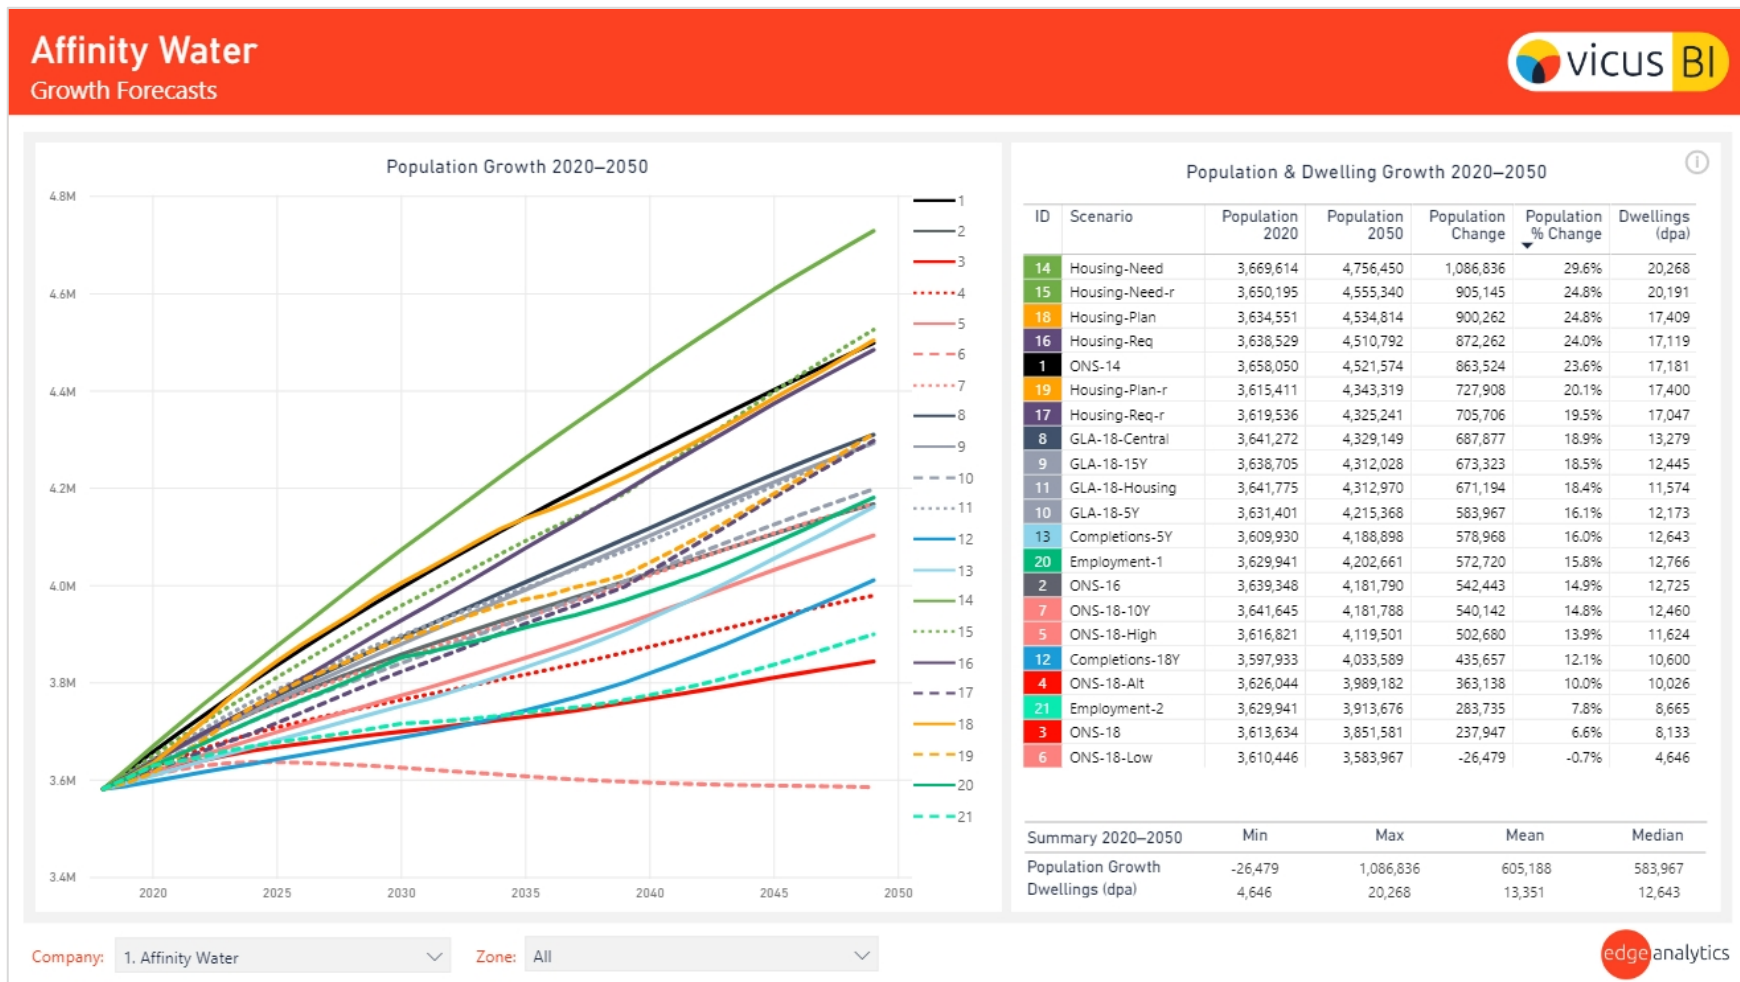 Affinity Water
Growth Forecasts
vicus BI
Population Growth 2020–2050
4.8M
4.6M
4.4M
4.2M
4.0M
3.8M
3.6M
3.4M
2020 2025 2030 2035 2040 2045 2050
1
2
3
4
5
6
7
8
9
10
11
12
13
14
15
16
17
18
19
20
21
Population & Dwelling Growth 2020–2050
ID Scenario Population 2020 Population 2050 Population Change Population % Change Dwellings (dpa)
14 Housing-Need 3,669,614 4,756,450 1,086,836 29.6% 20,268
15 Housing-Need-r 3,650,195 4,555,340 905,145 24.8% 20,191
18 Housing-Plan 3,634,551 4,534,814 900,262 24.8% 17,409
16 Housing-Req 3,638,529 4,510,792 872,262 24.0% 17,119
1 ONS-14 3,658,050 4,521,574 863,524 23.6% 17,181
19 Housing-Plan-r 3,615,411 4,343,319 727,908 20.1% 17,400
17 Housing-Req-r 3,619,536 4,325,241 705,706 19.5% 17,047
8 GLA-18-Central 3,641,272 4,329,149 687,877 18.9% 13,279
9 GLA-18-15Y 3,638,705 4,312,028 673,323 18.5% 12,445
11 GLA-18-Housing 3,641,775 4,312,970 671,194 18.4% 11,574
10 GLA-18-5Y 3,631,401 4,215,368 583,967 16.1% 12,173
13 Completions-5Y 3,609,930 4,188,898 578,968 16.0% 12,643
20 Employment-1 3,629,941 4,202,661 572,720 15.8% 12,766
2 ONS-16 3,639,348 4,181,790 542,443 14.9% 12,725
7 ONS-18-10Y 3,641,645 4,181,788 540,142 14.8% 12,460
5 ONS-18-High 3,616,821 4,119,501 502,680 13.9% 11,624
12 Completions-18Y 3,597,933 4,033,589 435,657 12.1% 10,600
4 ONS-18-Alt 3,626,044 3,989,182 363,138 10.0% 10,026
21 Employment-2 3,629,941 3,913,676 283,735 7.8% 8,665
3 ONS-18 3,613,634 3,851,581 237,947 6.6% 8,133
6 ONS-18-Low 3,610,446 3,583,967 -26,479 -0.7% 4,646
Summary 2020–2050 Min Max Mean Median
Population Growth -26,479 1,086,836 605,188 583,967
Dwellings (dpa) 4,646 20,268 13,351 12,643
Company: 1. Affinity Water Zone: All
edge analytics